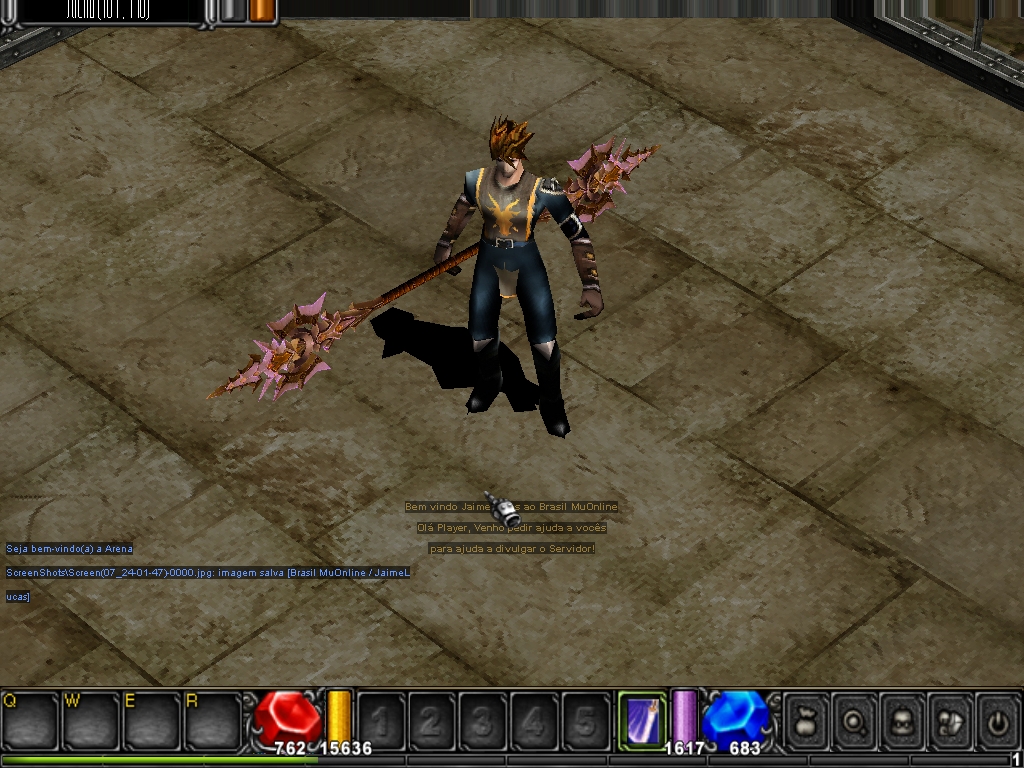 Bem vindo Jaime as ao Brasil MuOnline
Olá Player, Venho pedir ajuda a vocês
para ajuda a divulgar o Servidor!
Seja bem-vindo(a) a Arena
ScreenShots\Screen(07_24-01-47)-0000.jpg: imagem salva [Brasil MuOnline / JaimeL
ucas]
Q W E R
1 2 3 4 5
762 15636 1617 683
1